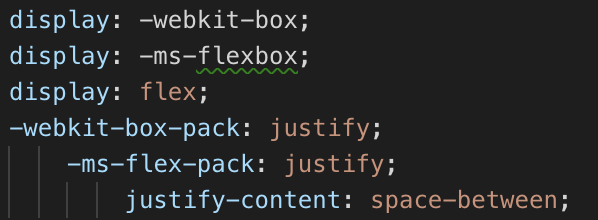 display: -webkit-box;
display: -ms-flexbox;
display: flex;
-webkit-box-pack: justify;
-ms-flex-pack: justify;
justify-content: space-between;